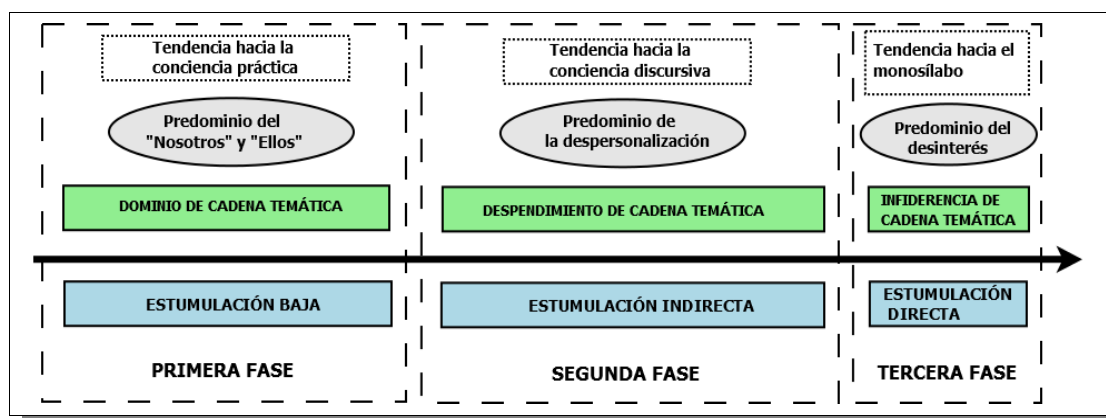 Tendencia hacia la
conciencia práctica
Predominio del
"Nosotros" y "Ellos"
DOMINIO DE CADENA TEMÁTICA
ESTUMULACIÓN BAJA
PRIMERA FASE
Tendencia hacia la
conciencia discursiva
Predominio de
la despersonalización
DESPENDIMIENTO DE CADENA TEMÁTICA
ESTUMULACIÓN INDIRECTA
SEGUNDA FASE
Tendencia hacia el
monosílabo
Predominio del
desinterés
INFIDERENCIA DE
CADENA TEMÁTICA
ESTUMULACIÓN
DIRECTA
TERCERA FASE